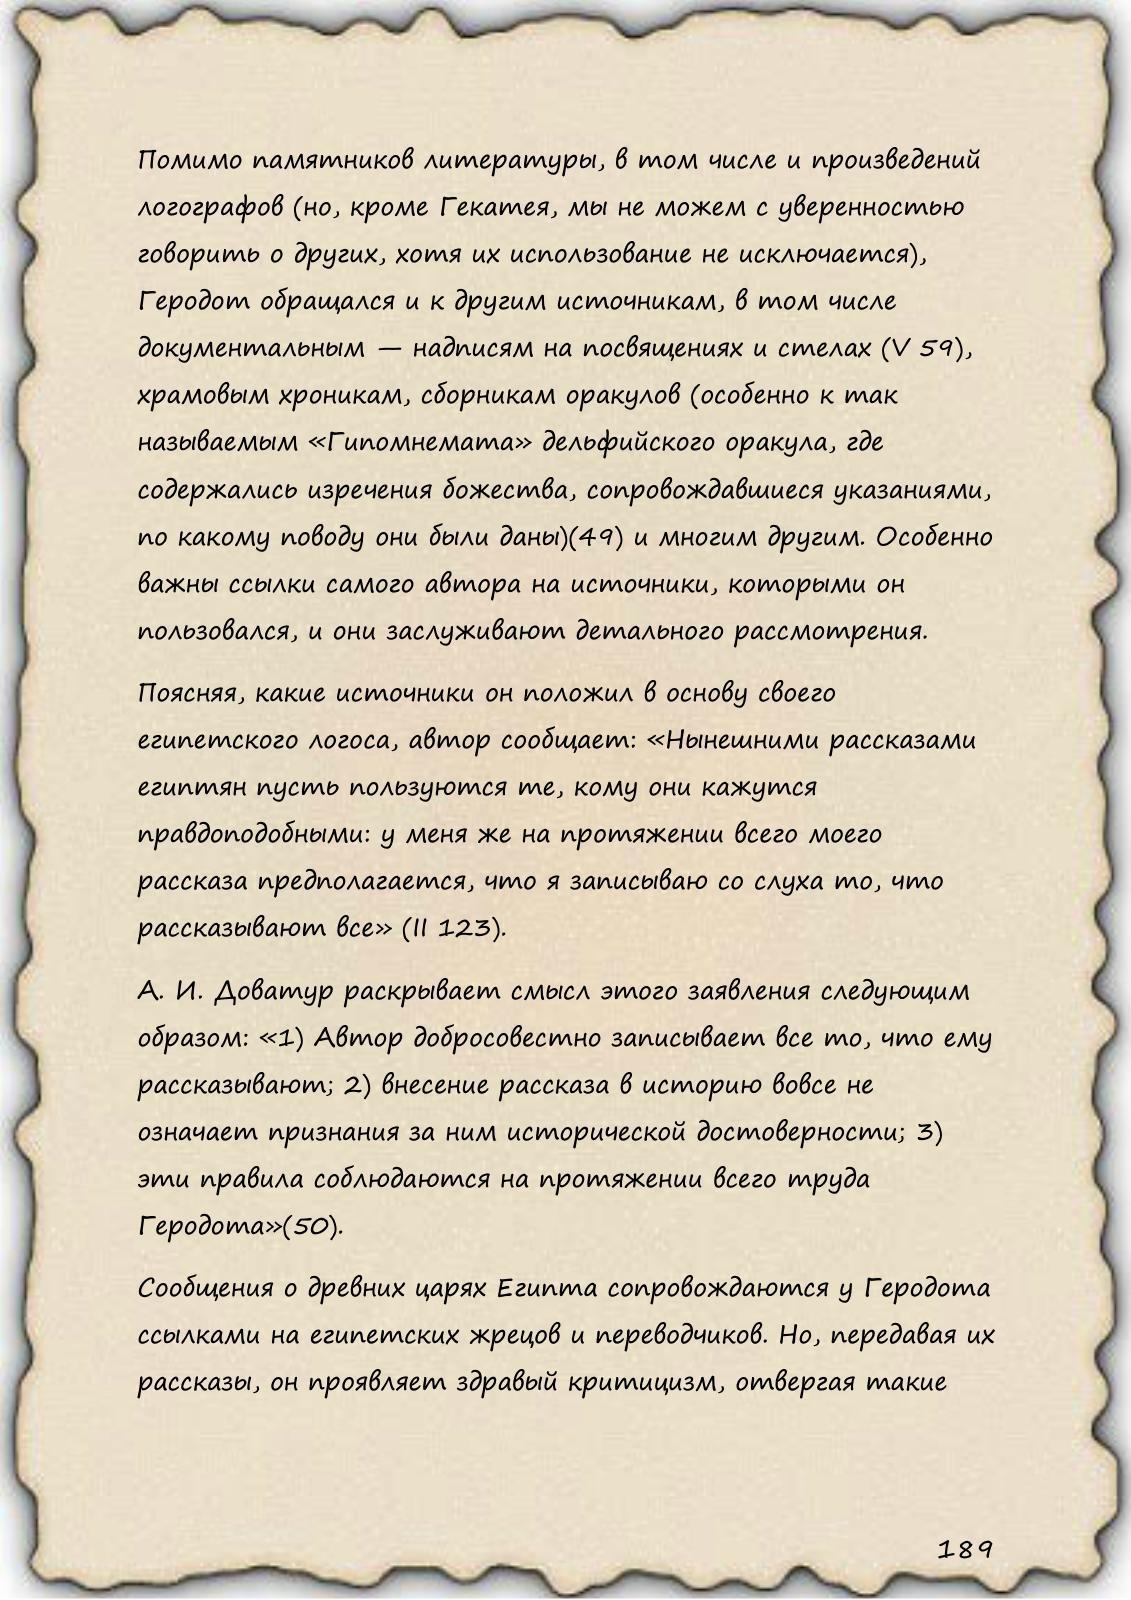 Помимо памятников литературы, в том числе и произведений
логографов (но, кроме Гекатея, мы не можем с уверенностью
говорить о других, хотя их использование не исключается),
Геродот обращался и к другим источникам, в том числе
документальным — надписям на посвящениях и стелах (V 59),
храмовым хроникам, сборникам оракулов (особенно к так
называемым «Гипомнемата» дельфийского оракула, где
содержались изречения божества, сопровождавшиеся указаниями,
по какому поводу они были даны)(49) и многим другим. Особенно
важны ссылки самого автора на источники, которыми он
пользовался, и они заслуживают детального рассмотрения.
Поясняя, какие источники он положил в основу своего
египетского логоса, автор сообщает: «Нынешними рассказами
египтян пусть пользуются те, кому они кажутся
правдоподобными: у меня же на протяжении всего моего
рассказа предполагается, что я записываю со слуха то, что
рассказывают все» (II 123).
А. И. Доватур раскрывает смысл этого заявления следующим
образом: «1) Автор добросовестно записывает все то, что ему
рассказывают; 2) внесение рассказа в историю вовсе не
означает признания за ним исторической достоверности; 3)
эти правила соблюдаются на протяжении всего труда
Геродота»(50).
Сообщения о древних царях Египта сопровождаются у Геродота
ссылками на египетских жрецов и переводчиков. Но, передавая их
рассказы, он проявляет здравый критицизм, отвергая такие
189